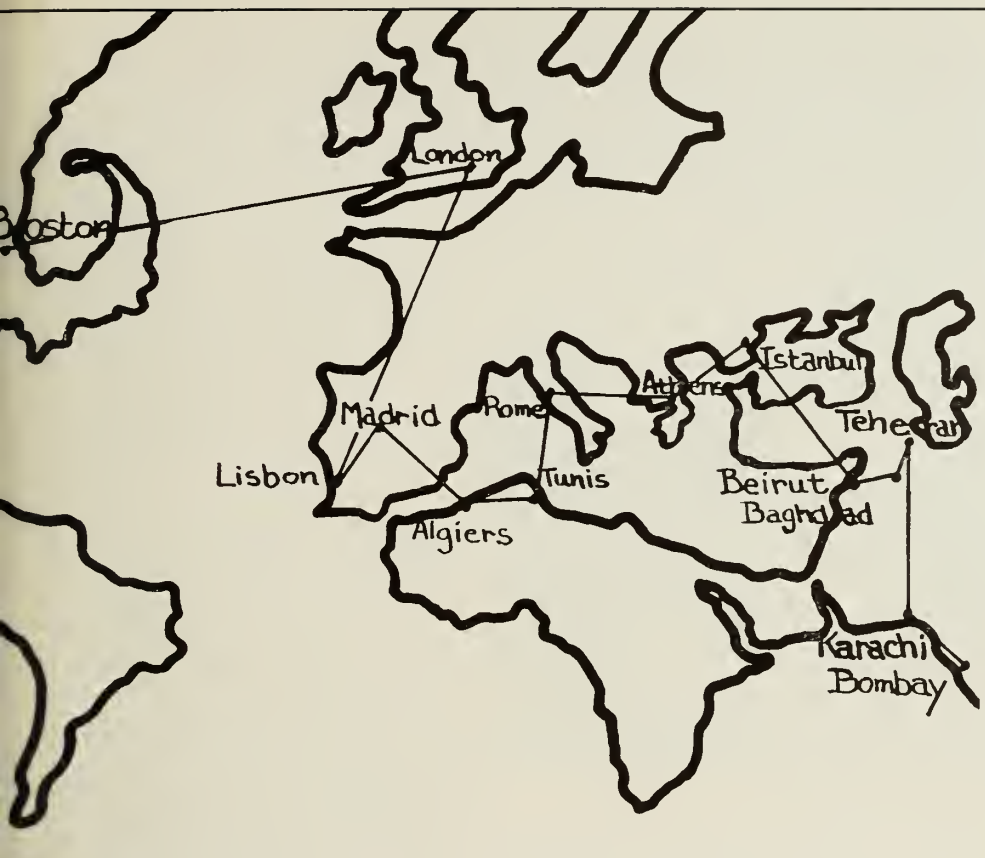 London
Boston
Istanbul
Athens
Rome
Madrid
Teheran
Lisbon
Tunis
Beirut
Baghdad
Algiers
Karachi
Bombay